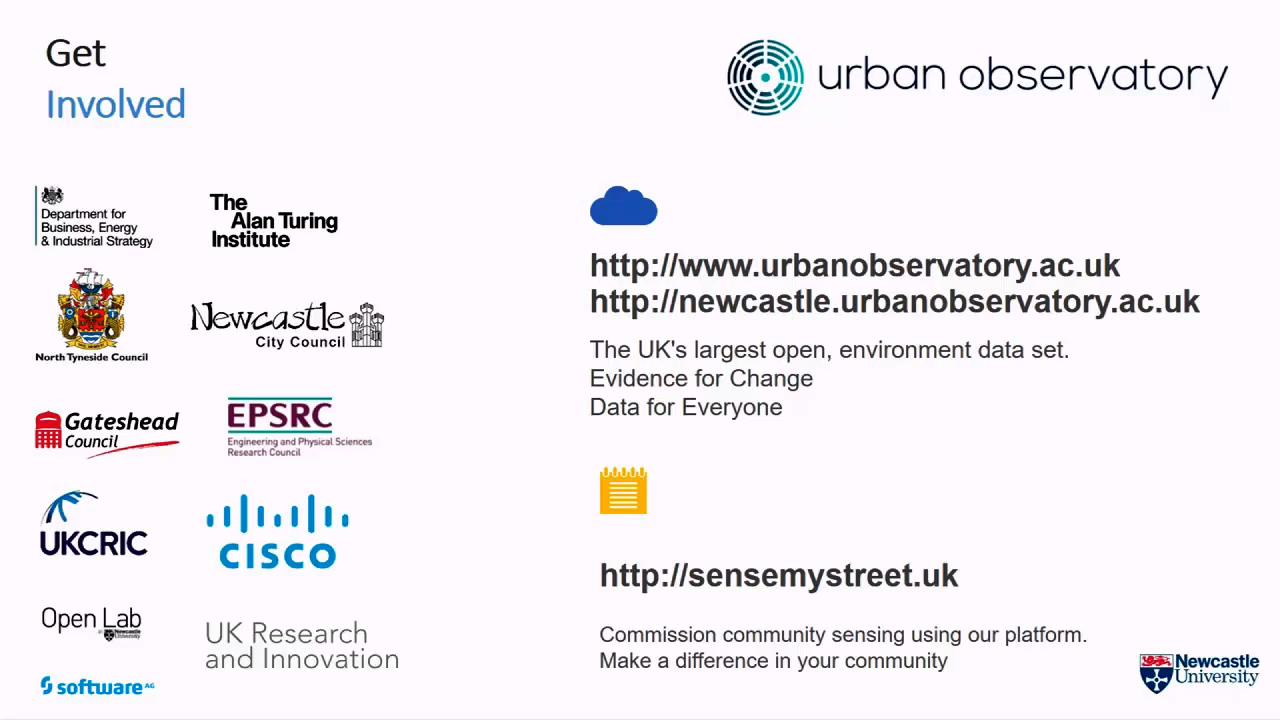 Get
Involved
urban observatory
Department for
Business, Energy
& Industrial Strategy
The
Alan Turing
Institute
North Tyneside Council
Newcastle
City Council
Gateshead
Council
EPSRC
Engineering and Physical Sciences
Research Council
UKCRIC
CISCO
Open Lab
at Newcastle
University
UK Research
and Innovation
software AG
http://www.urbanobservatory.ac.uk
http://newcastle.urbanobservatory.ac.uk
The UK's largest open, environment data set.
Evidence for Change
Data for Everyone
http://sensemystreet.uk
Commission community sensing using our platform.
Make a difference in your community
Newcastle
University